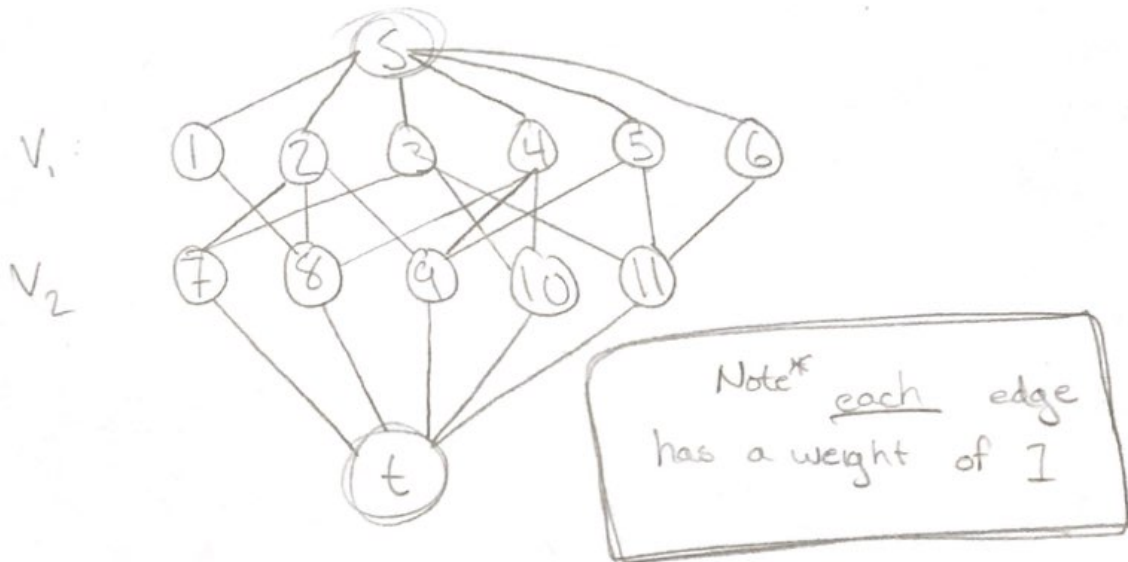 S
V₁:
1 2 3 4 5 6
V₂
7 8 9 10 11
t
Note*
each edge
has a weight of 1